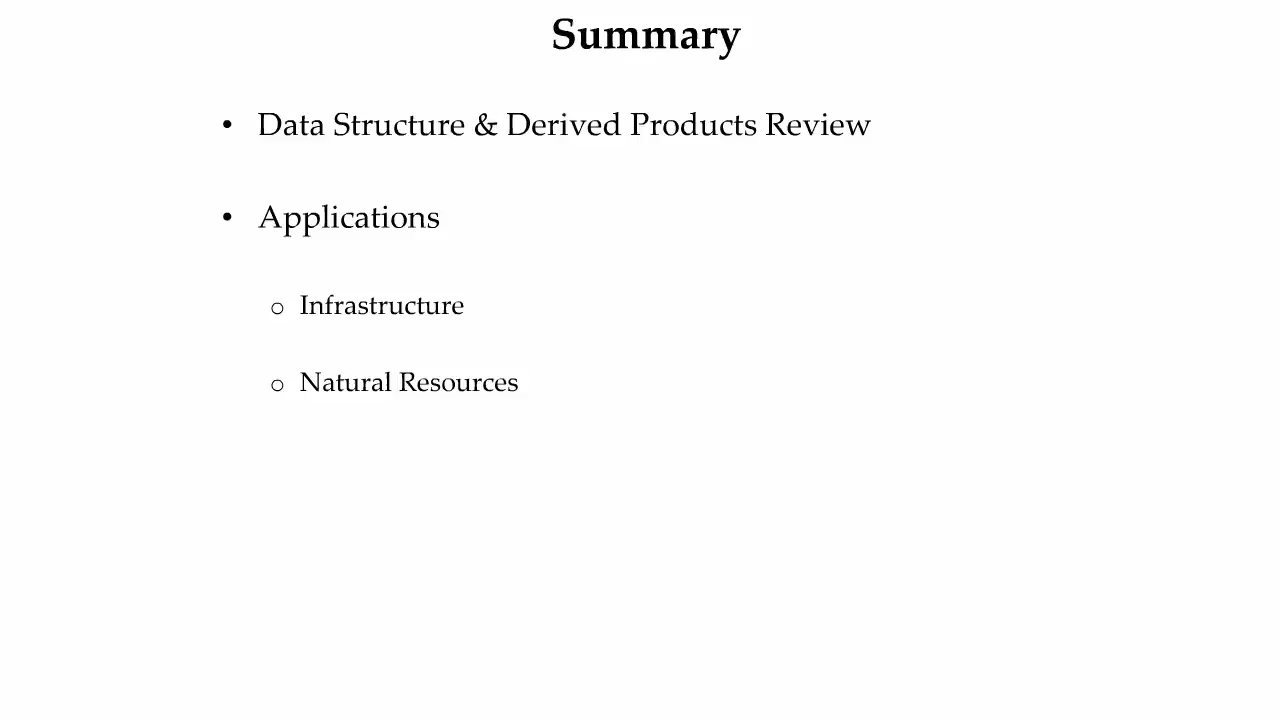 Summary
• Data Structure & Derived Products Review
• Applications
o Infrastructure
o Natural Resources